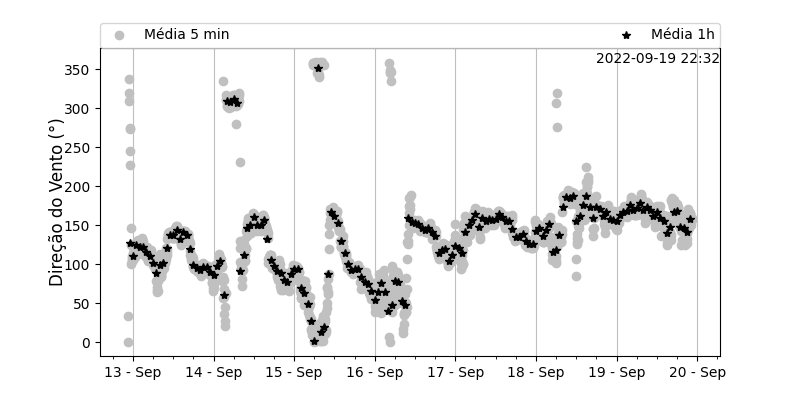 Média 5 min
Média 1h
2022-09-19 22:32
Direção do Vento (°)
350
300
250
200
150
100
50
0
13 - Sep
14 - Sep
15 - Sep
16 - Sep
17 - Sep
18 - Sep
19 - Sep
20 - Sep